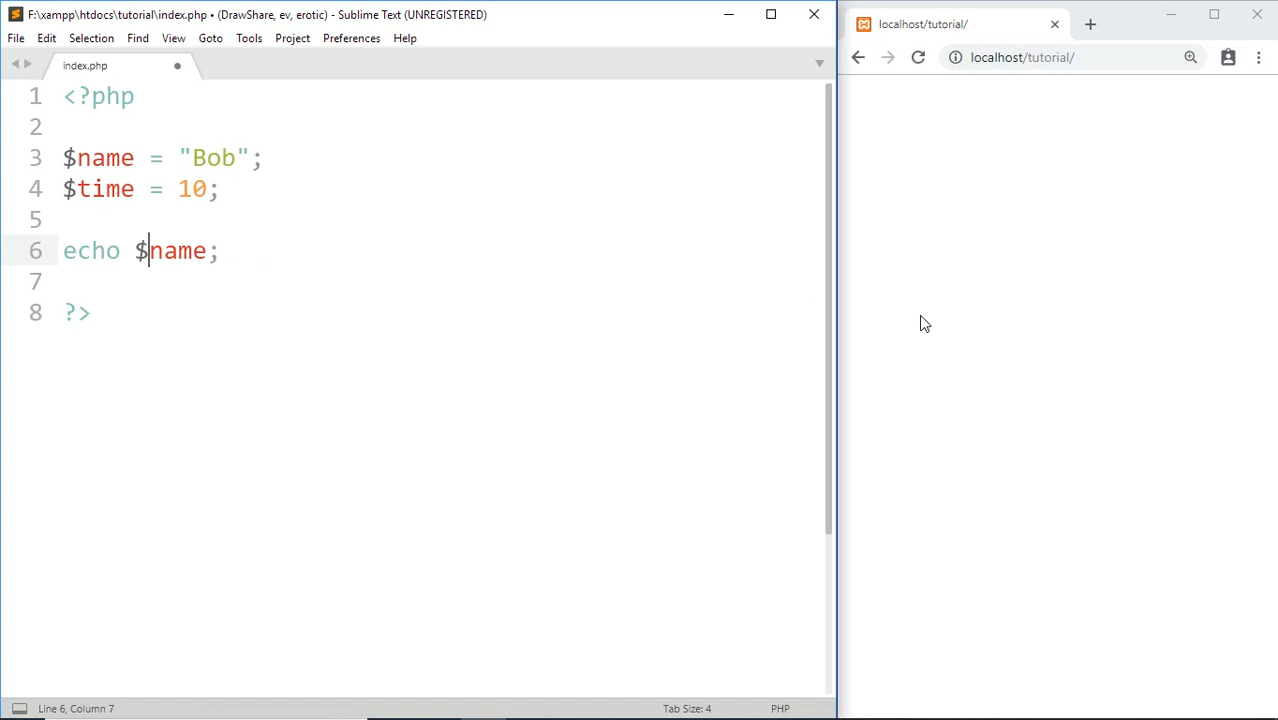 F:\xampp\htdocs\tutorial\index.php • (DrawShare, ev, erotic) - Sublime Text (UNREGISTERED)
File Edit Selection Find View Goto Tools Project Preferences Help
index.php
1 <?php
2
3 $name = "Bob";
4 $time = 10;
5
6 echo $name;
7
8 ?>
Line 6, Column 7
Tab Size: 4
PHP
localhost/tutorial/
localhost/tutorial/